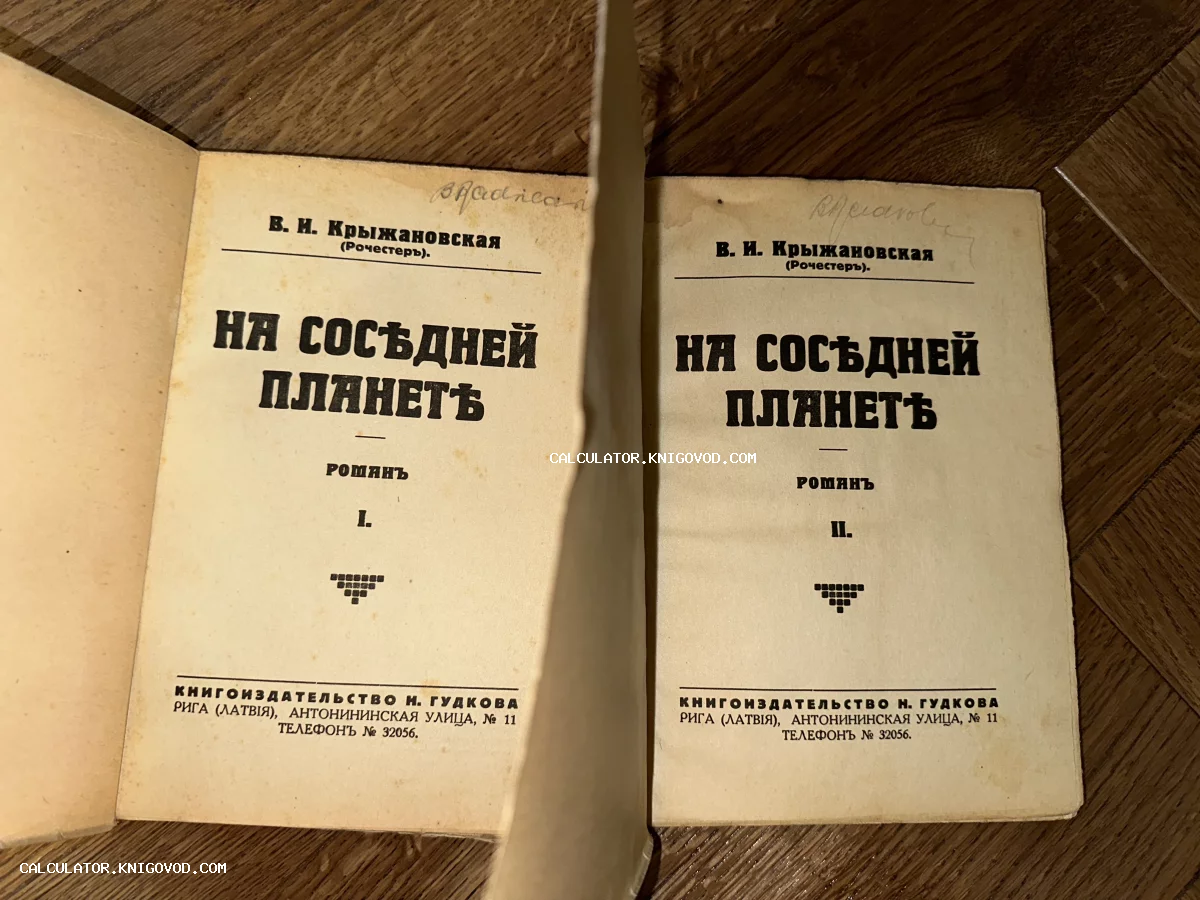 В. И. Крыжановская
(Рочестеръ).
НА СОСѢДНЕЙ
ПЛАНЕТѢ
РОМАНЪ
I.
КНИГОИЗДАТЕЛЬСТВО Н. ГУДКОВА
РИГА (ЛАТВІЯ), АНТОНИНИНСКАЯ УЛИЦА, № 11
ТЕЛЕФОНЪ № 32056.
В. И. Крыжановская
(Рочестеръ).
НА СОСѢДНЕЙ
ПЛАНЕТѢ
РОМАНЪ
II.
КНИГОИЗДАТЕЛЬСТВО Н. ГУДКОВА
РИГА (ЛАТВІЯ), АНТОНИНИНСКАЯ УЛИЦА, № 11
ТЕЛЕФОНЪ № 32056.
CALCULATOR.KNIGOVOD.COM
CALCULATOR.KNIGOVOD.COM